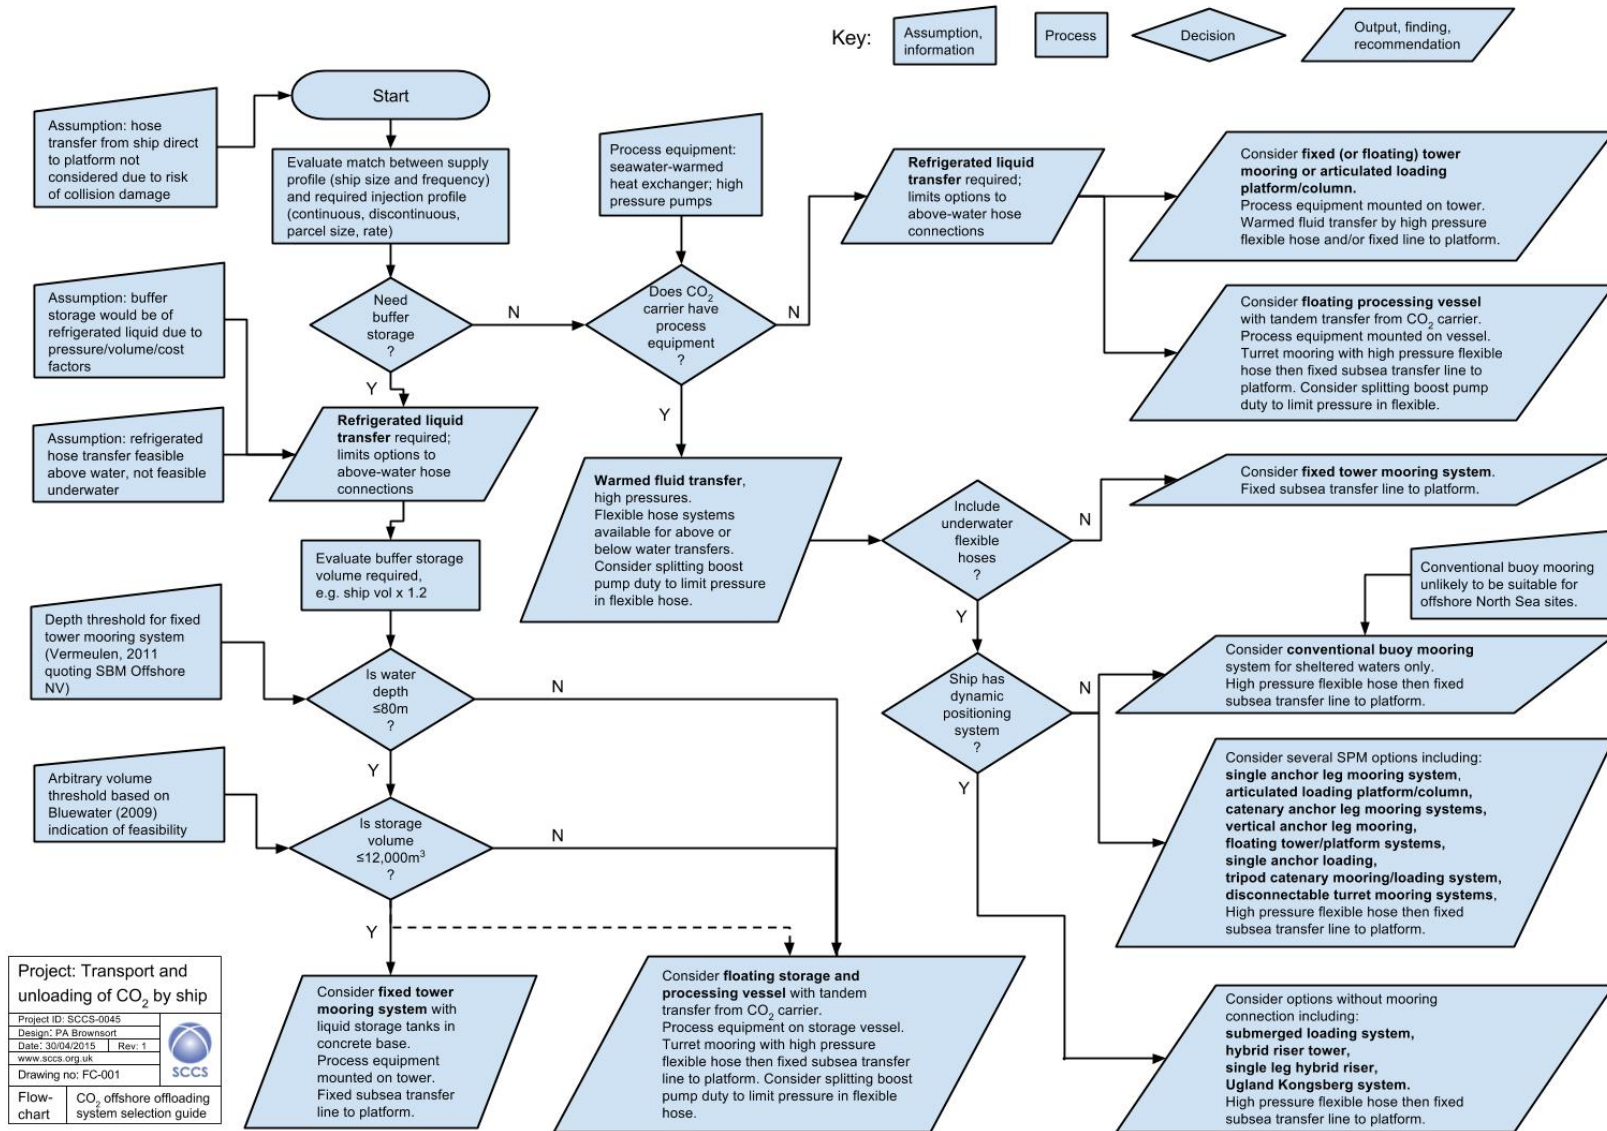 Key:
Assumption,
information
Process
Decision
Output, finding,
recommendation
Assumption: hose
transfer from ship direct
to platform not
considered due to risk
of collision damage
Start
Evaluate match between supply
profile (ship size and frequency)
and required injection profile
(continuous, discontinuous,
parcel size, rate)
Process equipment:
seawater-warmed
heat exchanger; high
pressure pumps
Refrigerated liquid
transfer required;
limits options to
above-water hose
connections
Consider fixed (or floating) tower
mooring or articulated loading
platform/column.
Process equipment mounted on tower.
Warmed fluid transfer by high pressure
flexible hose and/or fixed line to platform.
Assumption: buffer
storage would be of
refrigerated liquid due to
pressure/volume/cost
factors
Need
buffer
storage
?
N
Y
Does CO₂
carrier have
process
equipment
?
N
Y
Consider floating processing vessel
with tandem transfer from CO₂ carrier.
Process equipment mounted on vessel.
Turret mooring with high pressure flexible
hose then fixed subsea transfer line to
platform. Consider splitting boost pump
duty to limit pressure in flexible.
Assumption: refrigerated
hose transfer feasible
above water, not feasible
underwater
Refrigerated liquid
transfer required;
limits options to
above-water hose
connections
Warmed fluid transfer,
high pressures.
Flexible hose systems
available for above or
below water transfers.
Consider splitting boost
pump duty to limit pressure
in flexible hose.
Include
underwater
flexible
hoses
?
N
Y
Consider fixed tower mooring system.
Fixed subsea transfer line to platform.
Evaluate buffer storage
volume required,
e.g. ship vol x 1.2
Conventional buoy mooring
unlikely to be suitable for
offshore North Sea sites.
Depth threshold for fixed
tower mooring system
(Vermeulen, 2011
quoting SBM Offshore
NV)
Is water
depth
≤80m
?
N
Y
Ship has
dynamic
positioning
system
?
N
Y
Consider conventional buoy mooring
system for sheltered waters only.
High pressure flexible hose then fixed
subsea transfer line to platform.
Arbitrary volume
threshold based on
Bluewater (2009)
indication of feasibility
Is storage
volume
≤12,000m³
?
N
Y
Consider several SPM options including:
single anchor leg mooring system,
articulated loading platform/column,
catenary anchor leg mooring systems,
vertical anchor leg mooring,
floating tower/platform systems,
single anchor loading,
tripod catenary mooring/loading system,
disconnectable turret mooring systems,
High pressure flexible hose then fixed
subsea transfer line to platform.
Consider fixed tower
mooring system with
liquid storage tanks in
concrete base.
Process equipment
mounted on tower.
Fixed subsea transfer
line to platform.
Consider floating storage and
processing vessel with tandem
transfer from CO₂ carrier.
Process equipment on storage vessel.
Turret mooring with high pressure
flexible hose then fixed subsea transfer
line to platform. Consider splitting boost
pump duty to limit pressure in flexible
hose.
Consider options without mooring
connection including:
submerged loading system,
hybrid riser tower,
single leg hybrid riser,
Ugland Kongsberg system.
High pressure flexible hose then fixed
subsea transfer line to platform.
Project: Transport and
unloading of CO₂ by ship
Project ID: SCCS-0045
Design: PA Brownsort
Date: 30/04/2015 Rev: 1
www.sccs.org.uk
Drawing no: FC-001
SCCS
Flow-
chart
CO₂ offshore offloading
system selection guide